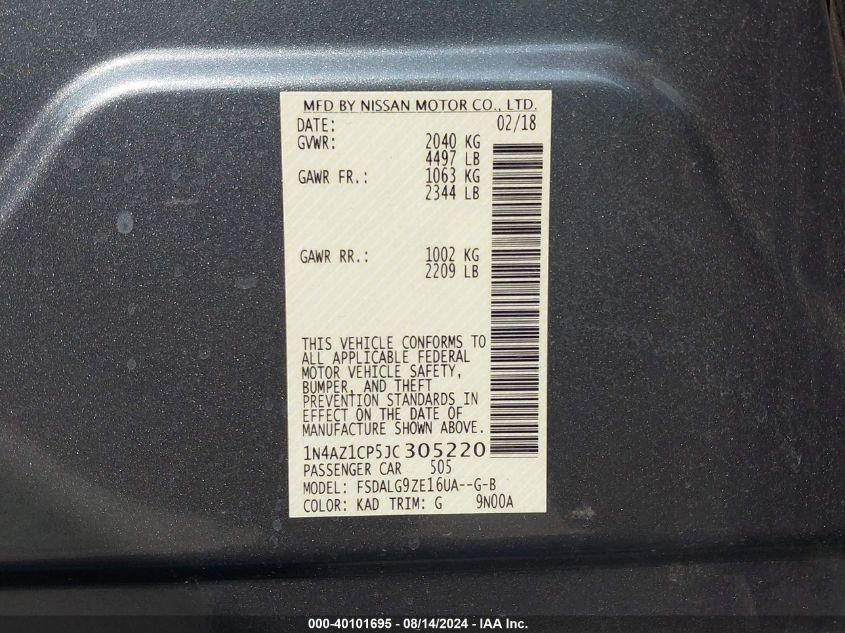 MFD BY NISSAN MOTOR CO., LTD.
DATE: 02/18
GVWR: 2040 KG
4497 LB
GAWR FR.: 1063 KG
2344 LB
GAWR RR.: 1002 KG
2209 LB
THIS VEHICLE CONFORMS TO
ALL APPLICABLE FEDERAL
MOTOR VEHICLE SAFETY,
BUMPER, AND THEFT
PREVENTION STANDARDS IN
EFFECT ON THE DATE OF
MANUFACTURE SHOWN ABOVE.
1N4AZ1CP5JC305220
PASSENGER CAR 505
MODEL: FSDALG9ZE16UA--G-B
COLOR: KAD TRIM: G 9N00A
000-40101695 - 08/14/2024 - IAA Inc.